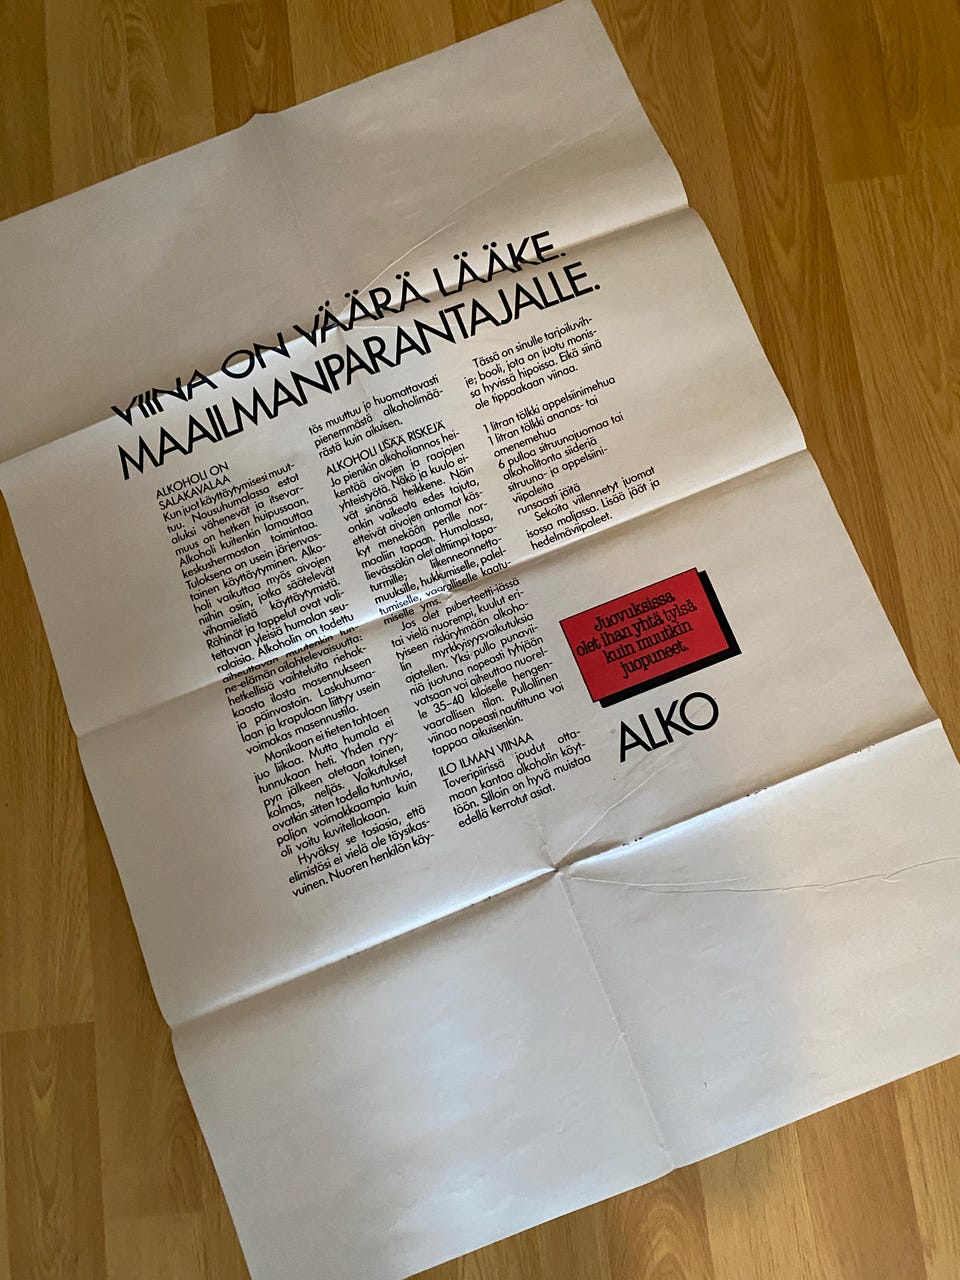 VIINA ON VÄÄRÄ LÄÄKE.
MAAILMANPARANTAJALLE.
ALKOHOLI ON
SALAKAVALAA
Kun juot käyttäytymisesi muut-
tuu. Nousuhumalassa estot
aluksi vähenevät ja itsevar-
muus on hetken huipussaan.
Alkoholi kuitenkin lamauttaa
keskushermoston toimintaa.
Tuloksena on usein järjenvas-
tainen käyttäytyminen. Alko-
holi vaikuttaa myös aivojen
niihin osiin, jotka säätelevät
vihamielistä käyttäytymistä.
Rähinät ja tappelut ovat vali-
tettavan yleisiä humalan seu-
ralaisia. Alkoholin on todettu
aiheuttavan muutenkin tun-
ne-elämän ailahtelevaisuutta:
hetkellisiä vaihteluita riehak-
kaasta ilosta masennukseen
ja päinvastoin. Laskuhuma-
laan ja krapulaan liittyy usein
voimakas masennustila.
Monikaan ei tieten tahtoen
juo liikaa. Mutta humala ei
tunnukaan heti. Yhden ryy-
pyn jälkeen otetaan toinen,
kolmas, neljäs. Vaikutukset
ovatkin sitten todella tuntuvia,
paljon voimakkaampia kuin
oli voitu kuvitellakaan.
Hyväksy se tosiasia, että
elimistösi ei vielä ole täysikas-
vuinen. Nuoren henkilön käy-
tös muuttuu jo huomattavasti
pienemmästä alkoholimää-
rästä kuin aikuisen.
ALKOHOLI LISÄÄ RISKEJÄ
Jo pienikin alkoholiannos hei-
kentää aivojen ja raajojen
yhteistyötä. Näkö ja kuulo ei-
vät sinänsä heikkene. Näin
onkin vaikeata edes tajuta,
etteivät aivojen antamat käs-
kyt menekään perille nor-
maaliin tapaan. Humalassa,
lievässäkin olet alttiimpi tapa-
turmille; liikenneonnetto-
muuksille, hukkumiselle, palel-
tumiselle, vaaralliselle kaatu-
miselle yms.
Jos olet puberteetti-iässä
tai vielä nuorempi, kuulut eri-
tyiseen riskiryhmään alkoho-
lin myrkkyisyysvaikutuksia
ajatellen. Yksi pullo punavii-
niä juotuna nopeasti tyhjään
vatsaan voi aiheuttaa nuorel-
le 35–40 kiloiselle hengen-
vaarallisen tilan. Pullollinen
viinaa nopeasti nautittuna voi
tappaa aikuisenkin.
ILO ILMAN VIINAA
Toveripiirissä joudut otta-
maan kantaa alkoholin käyt-
töön. Silloin on hyvä muistaa
edellä kerrotut asiat.
Tässä on sinulle tarjoiluvih-
je; booli, jota on juotu monis-
sa hyvissä hipoissa. Eikä siinä
ole tippaakaan viinaa.
1 litran tölkki appelsiinimehua
1 litran tölkki ananas- tai
omenemehua
6 pulloa sitruunajuomaa tai
alkoholitonta siideriä
sitruuna- ja appelsiini-
viipaleita
runsaasti jäitä
Sekoita viilennetyt juomat
isossa maljassa. Lisää jäät ja
hedelmäviipaleet.
Juovuksissa
olet ihan yhtä tylsä
kuin muutkin
juopuneet.
ALKO